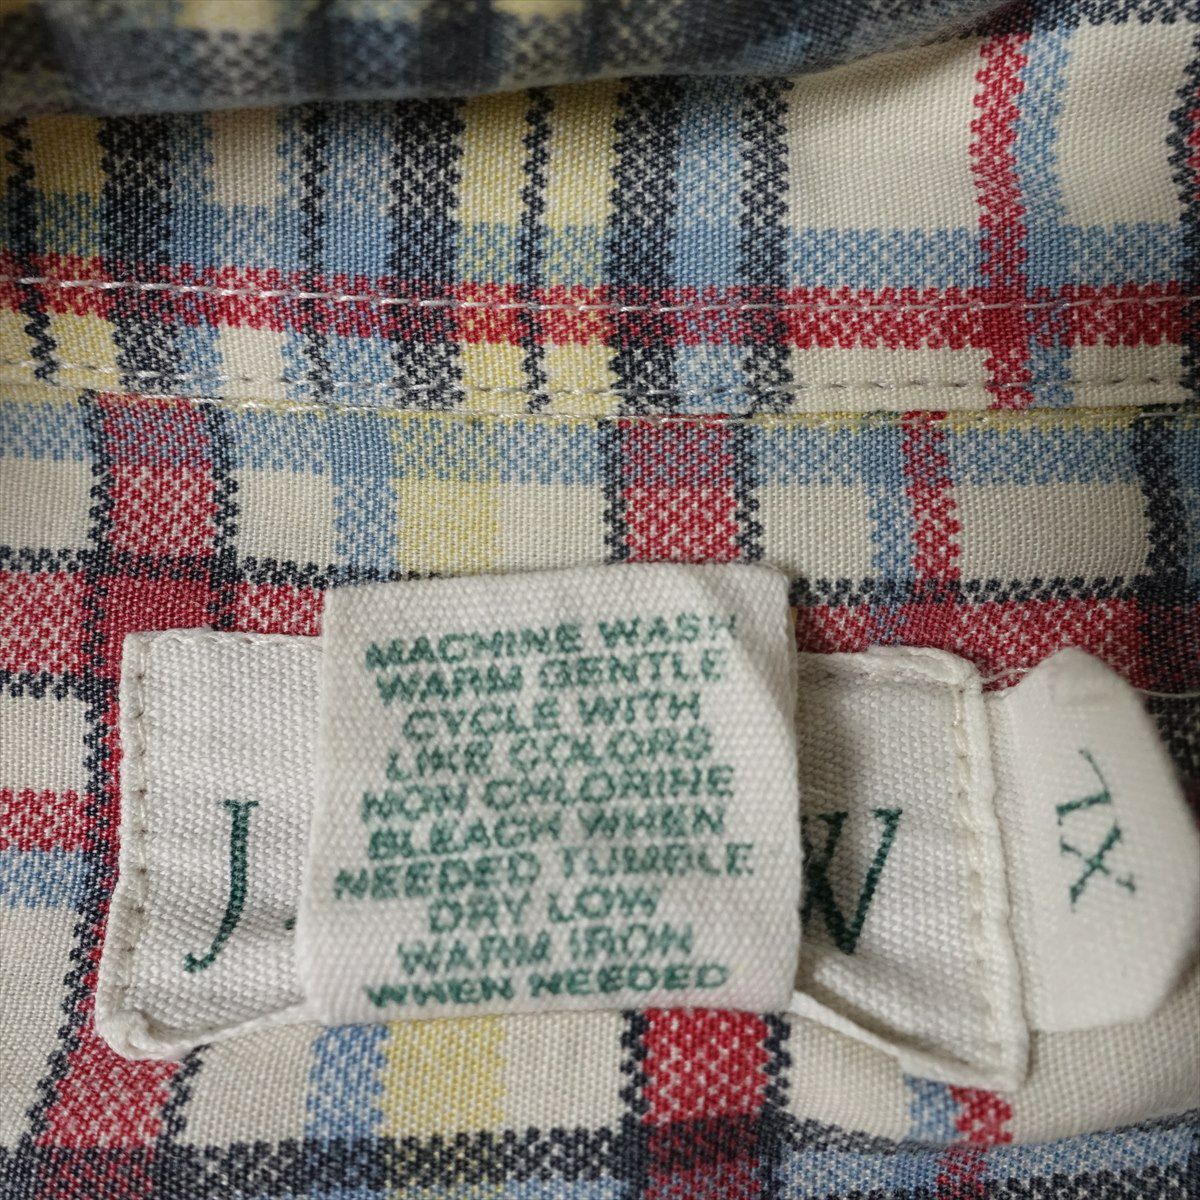 MACHINE WASH
WARM GENTLE
CYCLE WITH
LIKE COLORS
NON CHLORINE
BLEACH WHEN
NEEDED TUMBLE
DRY LOW
WARM IRON
WHEN NEEDED
J. W
XL